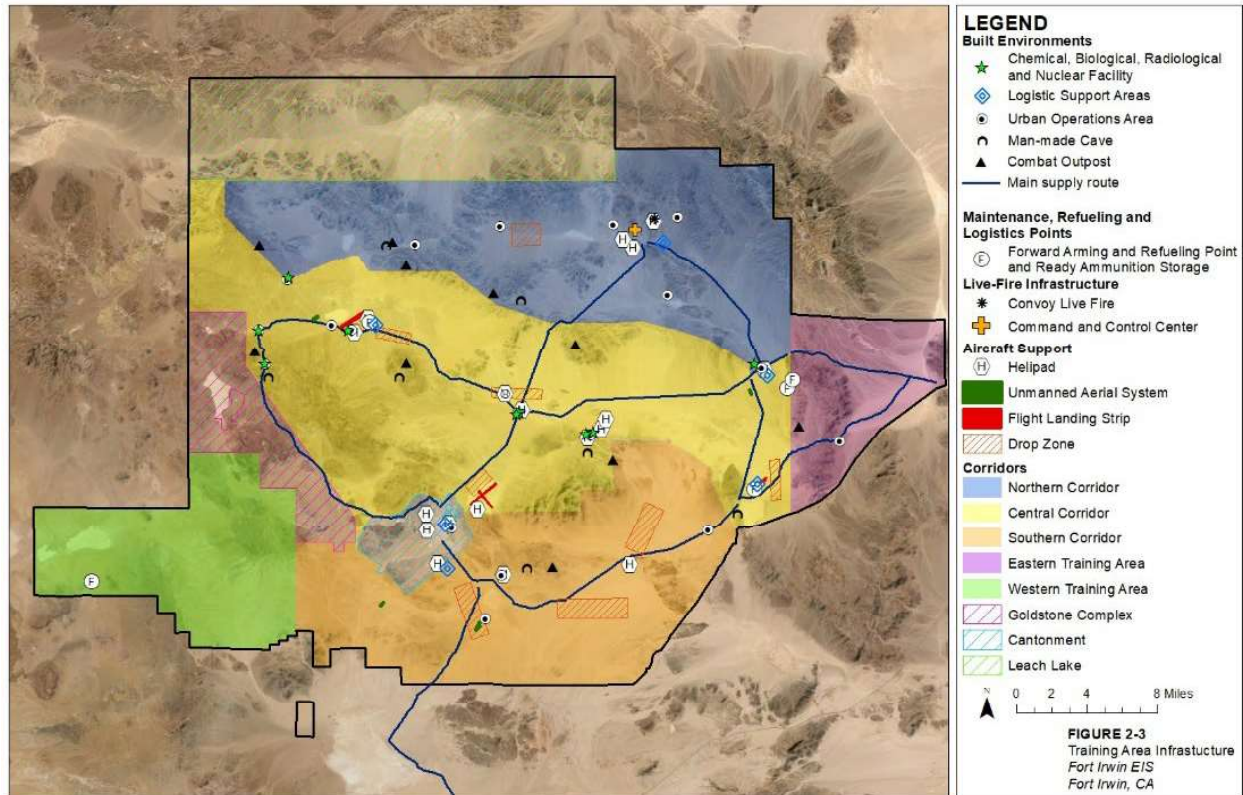 LEGEND
Built Environments
Chemical, Biological, Radiological
and Nuclear Facility
Logistic Support Areas
Urban Operations Area
Man-made Cave
Combat Outpost
Main supply route
Maintenance, Refueling and
Logistics Points
F
Forward Arming and Refueling Point
and Ready Ammunition Storage
Live-Fire Infrastructure
Convoy Live Fire
Command and Control Center
Aircraft Support
H
Helipad
Unmanned Aerial System
Flight Landing Strip
Drop Zone
Corridors
Northern Corridor
Central Corridor
Southern Corridor
Eastern Training Area
Western Training Area
Goldstone Complex
Cantonment
Leach Lake
N
0 2 4 8 Miles
FIGURE 2-3
Training Area Infrastucture
Fort Irwin EIS
Fort Irwin, CA